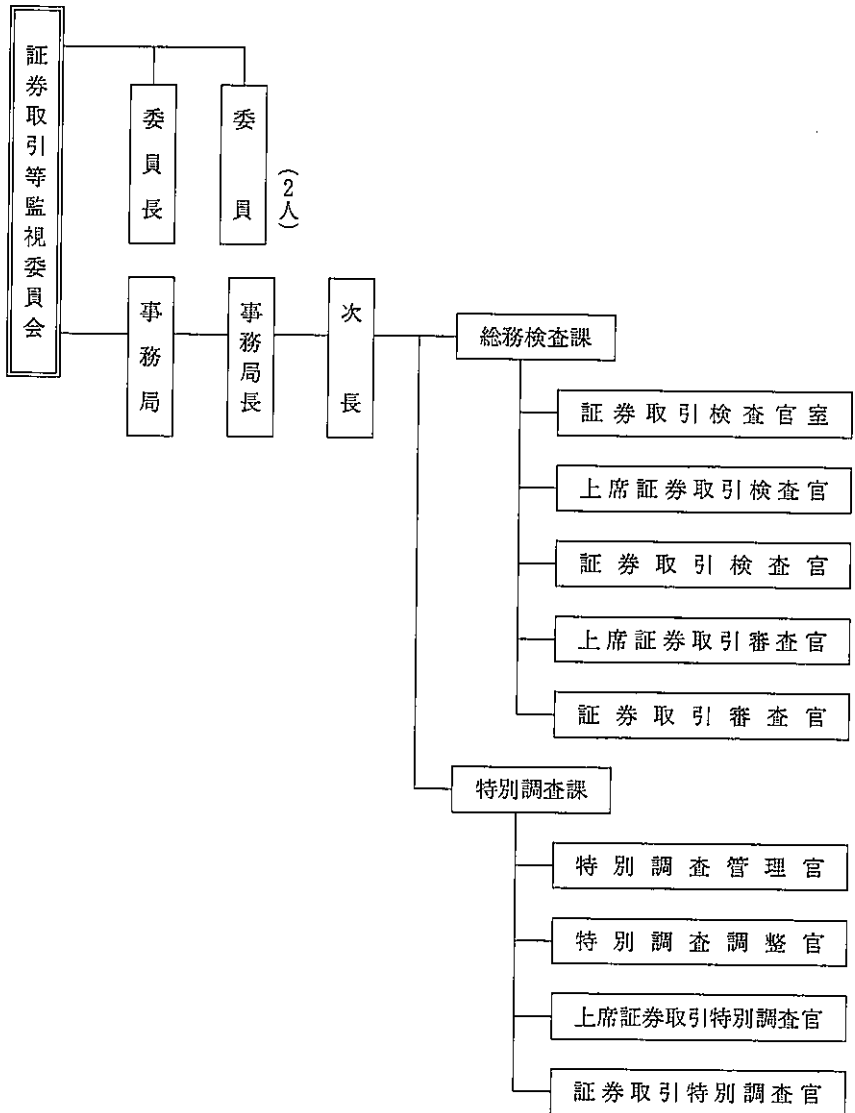 証券取引等監視委員会
委員長
委員
(2人)
事務局
事務局長
次長
総務検査課
証券取引検査官室
上席証券取引検査官
証券取引検査官
上席証券取引審査官
証券取引審査官
特別調査課
特別調査管理官
特別調査調整官
上席証券取引特別調査官
証券取引特別調査官